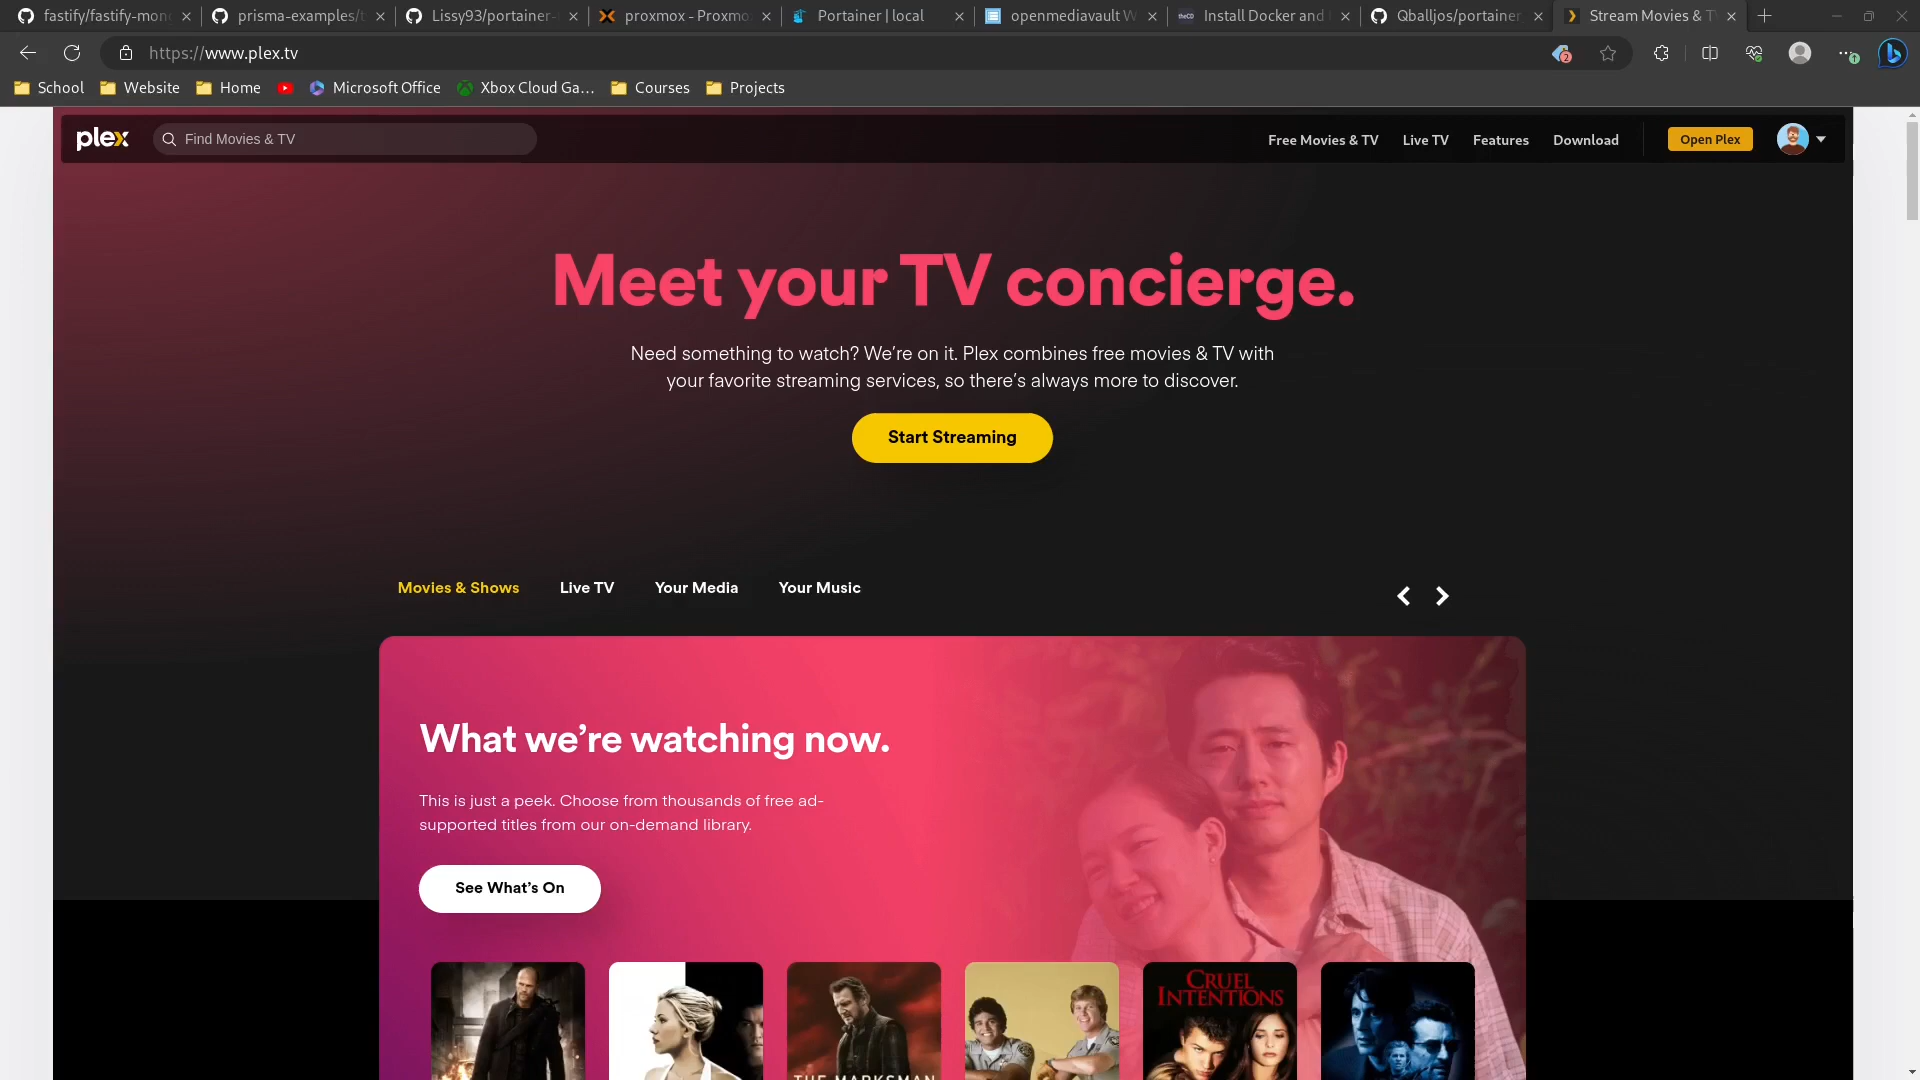 fastify/fastify-mon
prisma-examples/t
Lissy93/portainer-
proxmox - Proxmo
Portainer | local
openmediavault W
Install Docker and
Qballjos/portainer
Stream Movies & T
https://www.plex.tv
2
School
Website
Home
Microsoft Office
Xbox Cloud Ga...
Courses
Projects
plex
Find Movies & TV
Free Movies & TV
Live TV
Features
Download
Open Plex
Meet your TV concierge.
Need something to watch? We’re on it. Plex combines free movies & TV with
your favorite streaming services, so there’s always more to discover.
Start Streaming
Movies & Shows
Live TV
Your Media
Your Music
What we’re watching now.
This is just a peek. Choose from thousands of free ad-
supported titles from our on-demand library.
See What’s On
THE MARKSMAN
CRUEL
INTENTIONS